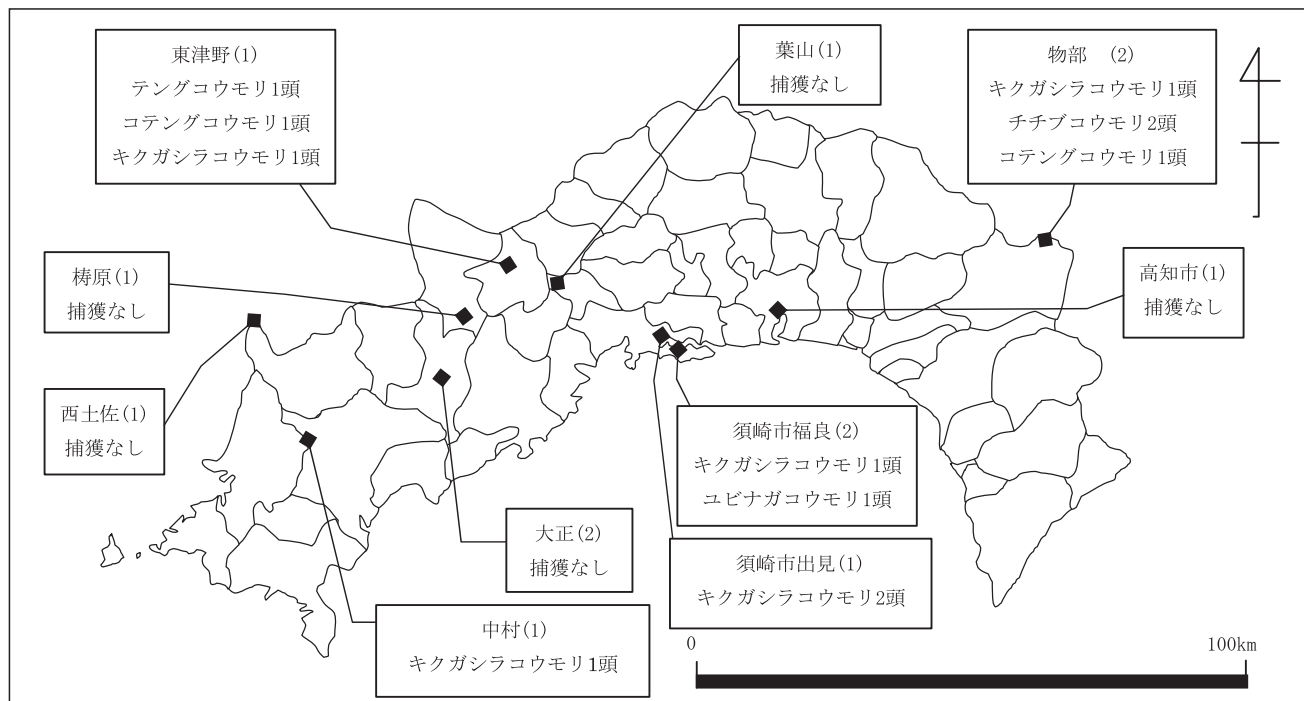 東津野(1)
テングコウモリ1頭
コテングコウモリ1頭
キクガシラコウモリ1頭
葉山(1)
捕獲なし
物部　(2)
キクガシラコウモリ1頭
チチブコウモリ2頭
コテングコウモリ1頭
梼原(1)
捕獲なし
高知市(1)
捕獲なし
西土佐(1)
捕獲なし
須崎市福良(2)
キクガシラコウモリ1頭
ユビナガコウモリ1頭
大正(2)
捕獲なし
須崎市出見(1)
キクガシラコウモリ2頭
中村(1)
キクガシラコウモリ1頭
0
100km